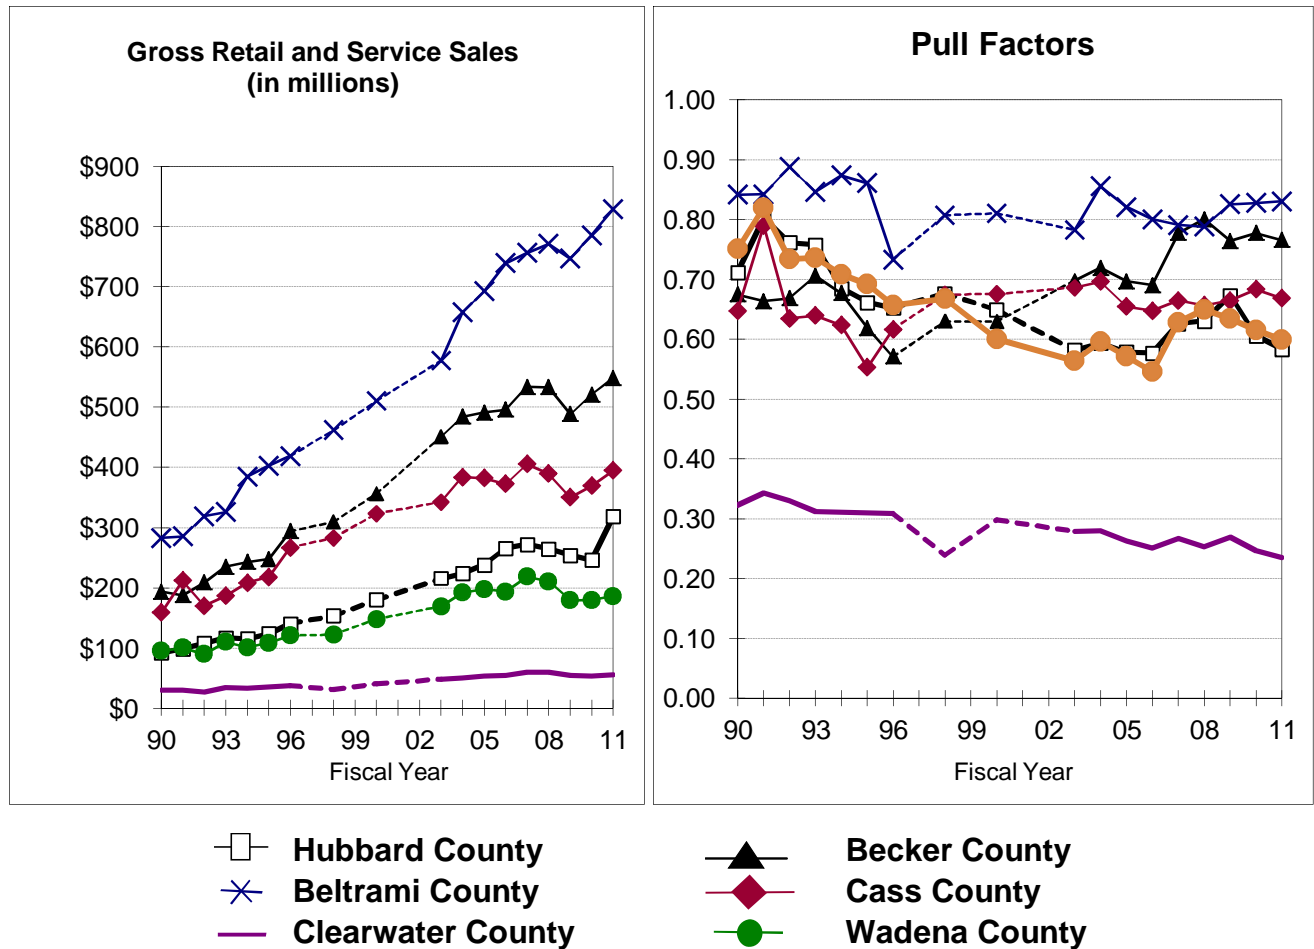 Gross Retail and Service Sales
(in millions)
$900
$800
$700
$600
$500
$400
$300
$200
$100
$0
90 93 96 99 02 05 08 11
Fiscal Year
Pull Factors
1.00
0.90
0.80
0.70
0.60
0.50
0.40
0.30
0.20
0.10
0.00
90 93 96 99 02 05 08 11
Fiscal Year
Hubbard County
Becker County
Beltrami County
Cass County
Clearwater County
Wadena County